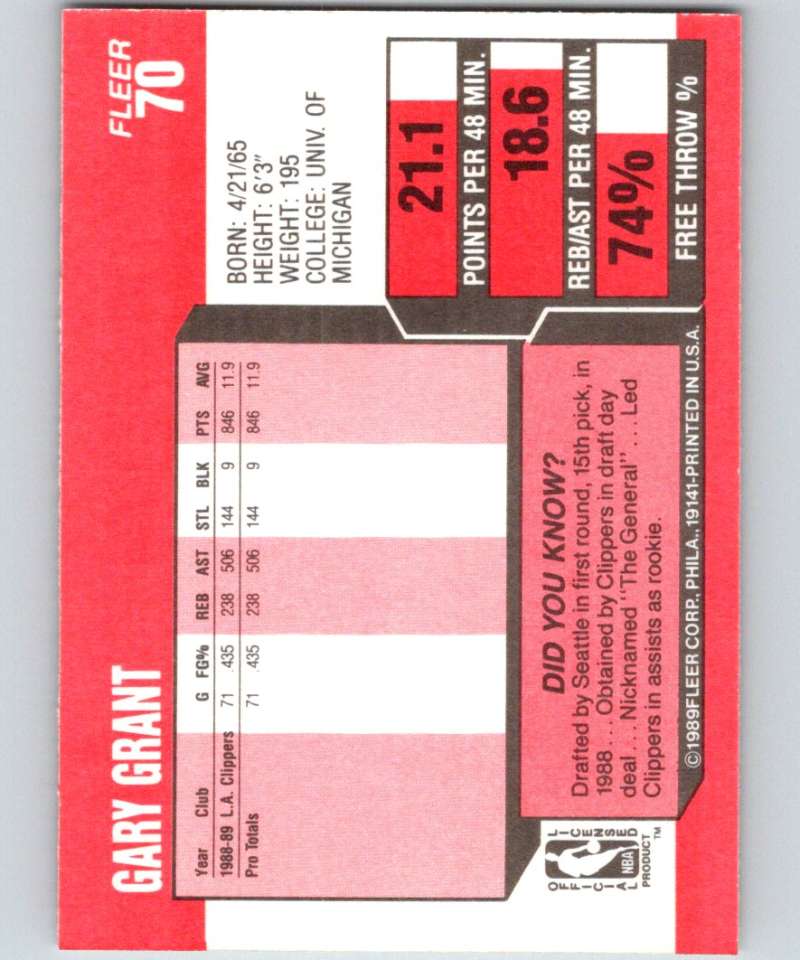 GARY GRANT
FLEER
70
Year Club G FG% REB AST STL BLK PTS AVG
1988-89 L.A. Clippers 71 .435 238 506 144 9 846 11.9
Pro Totals 71 .435 238 506 144 9 846 11.9
BORN: 4/21/65
HEIGHT: 6'3"
WEIGHT: 195
COLLEGE: UNIV. OF
MICHIGAN
21.1
POINTS PER 48 MIN.
18.6
REB/AST PER 48 MIN.
74%
FREE THROW %
DID YOU KNOW?
Drafted by Seattle in first round, 15th pick, in
1988 . . . Obtained by Clippers in draft day
deal . . . Nicknamed "The General" . . . Led
Clippers in assists as rookie.
OFFICIAL LICENSED
NBA
PRODUCT™
©1989FLEER CORP., PHILA., 19141-PRINTED IN U.S.A.